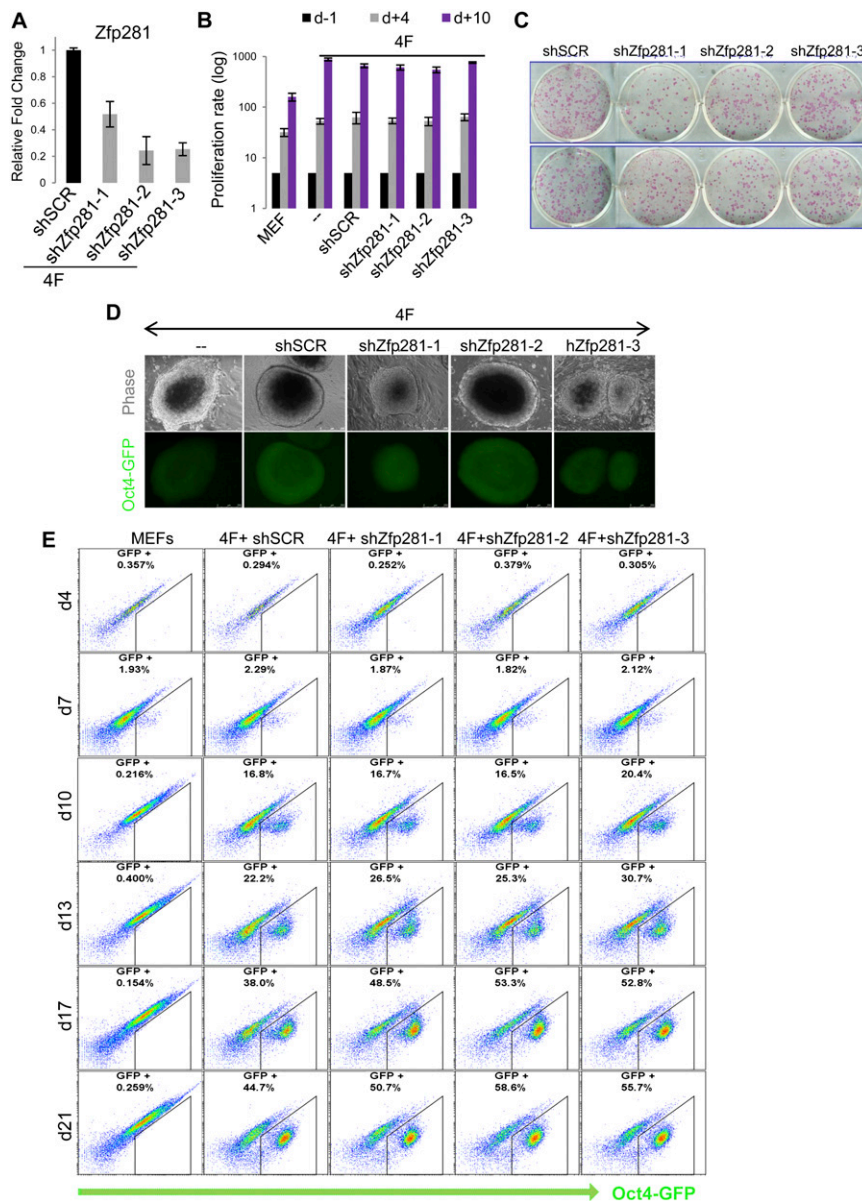 A
Zfp281
Relative Fold Change
1
0.8
0.6
0.4
0.2
0
shSCR
shZfp281-1
shZfp281-2
shZfp281-3
4F
B
d-1
d+4
d+10
4F
Proliferation rate (log)
1000
100
10
1
MEF
--
shSCR
shZfp281-1
shZfp281-2
shZfp281-3
C
shSCR shZfp281-1 shZfp281-2 shZfp281-3
D
4F
-- shSCR shZfp281-1 shZfp281-2 hZfp281-3
Phase
Oct4-GFP
E
MEFs 4F+ shSCR 4F+ shZfp281-1 4F+shZfp281-2 4F+shZfp281-3
d4
GFP + GFP + GFP + GFP + GFP +
0.357% 0.294% 0.252% 0.379% 0.305%
d7
GFP + GFP + GFP + GFP + GFP +
1.93% 2.29% 1.87% 1.82% 2.12%
d10
GFP + GFP + GFP + GFP + GFP +
0.216% 16.8% 16.7% 16.5% 20.4%
d13
GFP + GFP + GFP + GFP + GFP +
0.400% 22.2% 26.5% 25.3% 30.7%
d17
GFP + GFP + GFP + GFP + GFP +
0.154% 38.0% 48.5% 53.3% 52.8%
d21
GFP + GFP + GFP + GFP + GFP +
0.259% 44.7% 50.7% 58.6% 55.7%
Oct4-GFP